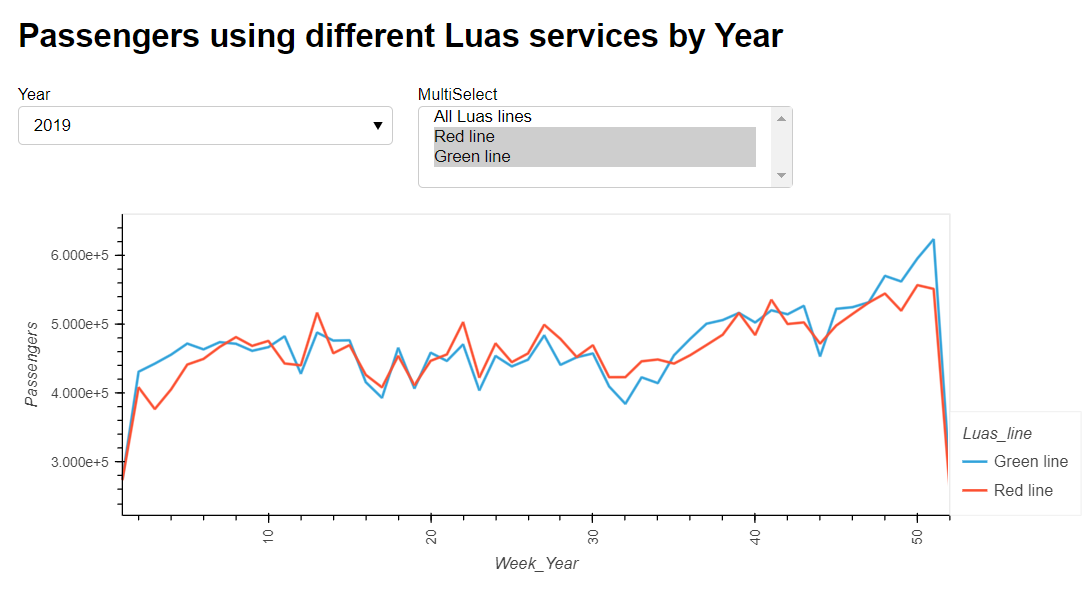 Passengers using different Luas services by Year
Year
2019
MultiSelect
All Luas lines
Red line
Green line
6.000e+5
5.000e+5
4.000e+5
3.000e+5
Passengers
10
20
30
40
50
Week_Year
Luas_line
Green line
Red line